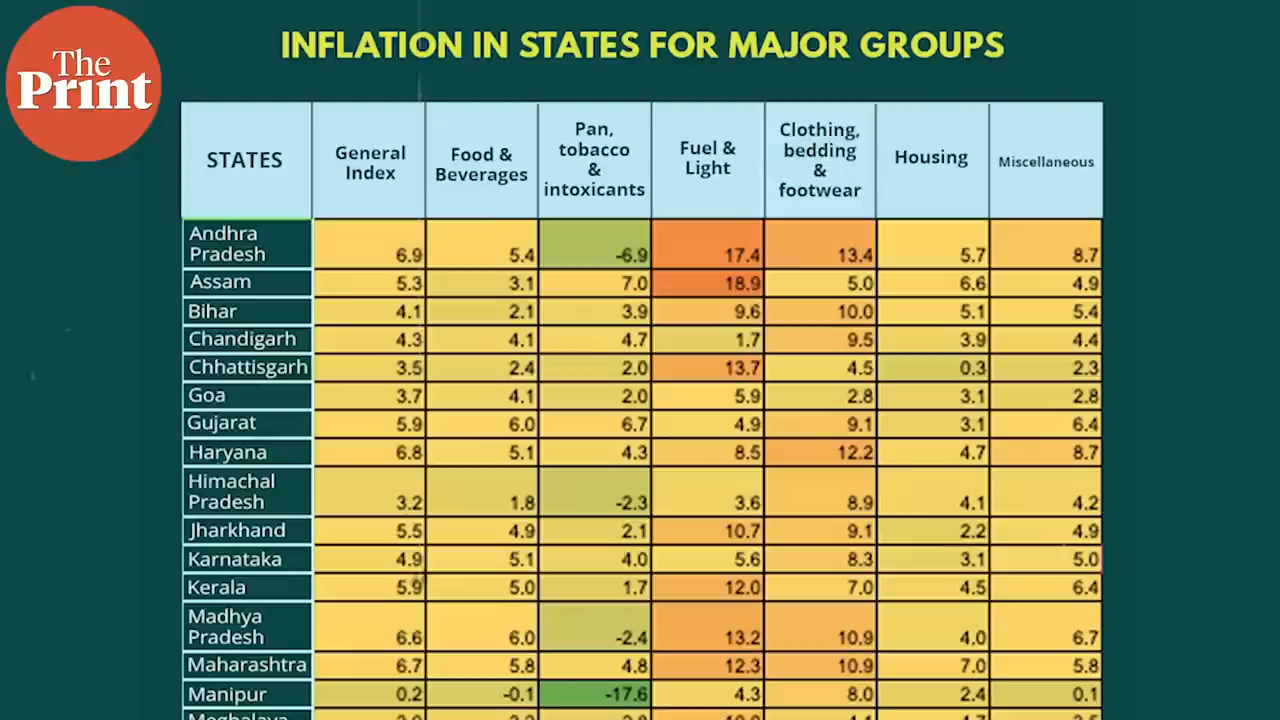 The
Print
INFLATION IN STATES FOR MAJOR GROUPS
STATES General Index Food & Beverages Pan, tobacco & intoxicants Fuel & Light Clothing, bedding & footwear Housing Miscellaneous
Andhra Pradesh 6.9 5.4 -6.9 17.4 13.4 5.7 8.7
Assam 5.3 3.1 7.0 18.9 5.0 6.6 4.9
Bihar 4.1 2.1 3.9 9.6 10.0 5.1 5.4
Chandigarh 4.3 4.1 4.7 1.7 9.5 3.9 4.4
Chhattisgarh 3.5 2.4 2.0 13.7 4.5 0.3 2.3
Goa 3.7 4.1 2.0 5.9 2.8 3.1 2.8
Gujarat 5.9 6.0 6.7 4.9 9.1 3.1 6.4
Haryana 6.8 5.1 4.3 8.5 12.2 4.7 8.7
Himachal Pradesh 3.2 1.8 -2.3 3.6 8.9 4.1 4.2
Jharkhand 5.5 4.9 2.1 10.7 9.1 2.2 4.9
Karnataka 4.9 5.1 4.0 5.6 8.3 3.1 5.0
Kerala 5.9 5.0 1.7 12.0 7.0 4.5 6.4
Madhya Pradesh 6.6 6.0 -2.4 13.2 10.9 4.0 6.7
Maharashtra 6.7 5.8 4.8 12.3 10.9 7.0 5.8
Manipur 0.2 -0.1 -17.6 4.3 8.0 2.4 0.1